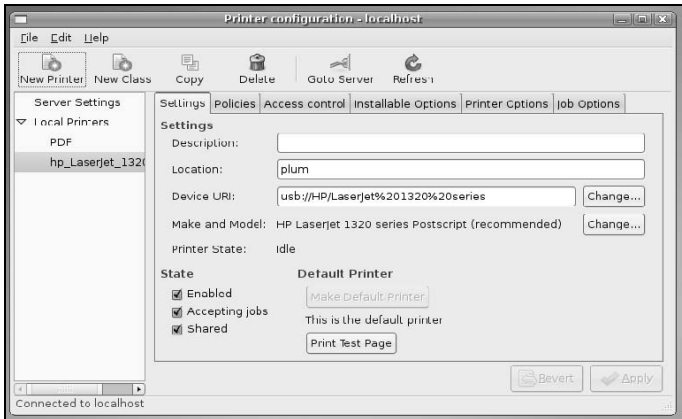 Printer configuration - localhost
File Edit Help
New Printer New Class Copy Delete Goto Server Refresh
Server Settings
Local Printers
PDF
hp_LaserJet_132(
Settings Policies Access control Installable Options Printer Options Job Options
Settings
Description:
Location: plum
Device URI: usb://HP/LaserJet%201320%20series Change...
Make and Model: HP LaserJet 1320 series Postscript (recommended) Change...
Printer State: Idle
State Default Printer
Enabled Make Default Printer
Accepting jobs This is the default printer
Shared Print Test Page
Revert Apply
Connected to localhost